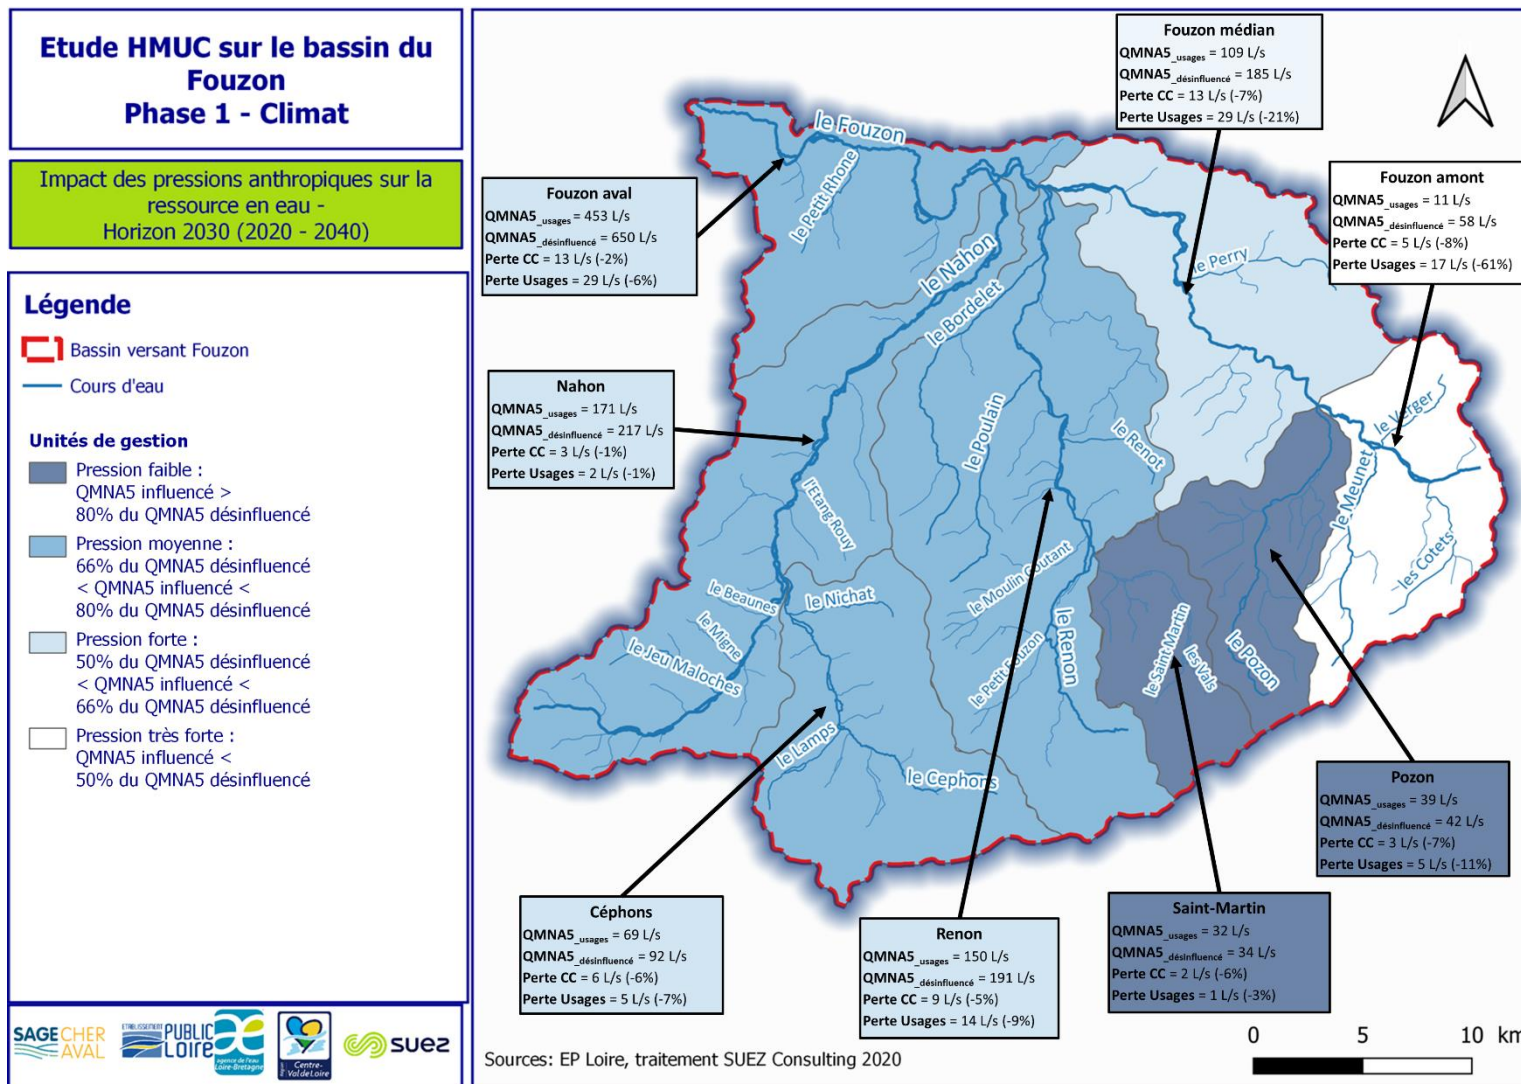 Etude HMUC sur le bassin du
Fouzon
Phase 1 - Climat
Impact des pressions anthropiques sur la
ressource en eau -
Horizon 2030 (2020 - 2040)
Légende
Bassin versant Fouzon
Cours d'eau
Unités de gestion
Pression faible :
QMNA5 influencé >
80% du QMNA5 désinfluencé
Pression moyenne :
66% du QMNA5 désinfluencé
< QMNA5 influencé <
80% du QMNA5 désinfluencé
Pression forte :
50% du QMNA5 désinfluencé
< QMNA5 influencé <
66% du QMNA5 désinfluencé
Pression très forte :
QMNA5 influencé <
50% du QMNA5 désinfluencé
SAGE CHER
AVAL
ETABLISSEMENT
PUBLIC
LOIRE
agence de l'eau
Loire-Bretagne
Centre-
Val de Loire
suez
Fouzon médian
QMNA5_usages = 109 L/s
QMNA5_désinfluencé = 185 L/s
Perte CC = 13 L/s (-7%)
Perte Usages = 29 L/s (-21%)
Fouzon amont
QMNA5_usages = 11 L/s
QMNA5_désinfluencé = 58 L/s
Perte CC = 5 L/s (-8%)
Perte Usages = 17 L/s (-61%)
Fouzon aval
QMNA5_usages = 453 L/s
QMNA5_désinfluencé = 650 L/s
Perte CC = 13 L/s (-2%)
Perte Usages = 29 L/s (-6%)
Nahon
QMNA5_usages = 171 L/s
QMNA5_désinfluencé = 217 L/s
Perte CC = 3 L/s (-1%)
Perte Usages = 2 L/s (-1%)
le Fouzon
le Petit Rhone
le Nahon
le Bordelet
le Perry
le Poulain
le Renot
le Verger
le Meunet
les Cotets
l'Etang Rouy
le Moulin Coutant
le Beaunes
le Nichat
le Migne
le Jeu Maloches
le Petit Fouzon
le Renon
le Saint Martin
les Vals
le Pozon
le Lamps
le Cephons
Pozon
QMNA5_usages = 39 L/s
QMNA5_désinfluencé = 42 L/s
Perte CC = 3 L/s (-7%)
Perte Usages = 5 L/s (-11%)
Céphons
QMNA5_usages = 69 L/s
QMNA5_désinfluencé = 92 L/s
Perte CC = 6 L/s (-6%)
Perte Usages = 5 L/s (-7%)
Renon
QMNA5_usages = 150 L/s
QMNA5_désinfluencé = 191 L/s
Perte CC = 9 L/s (-5%)
Perte Usages = 14 L/s (-9%)
Saint-Martin
QMNA5_usages = 32 L/s
QMNA5_désinfluencé = 34 L/s
Perte CC = 2 L/s (-6%)
Perte Usages = 1 L/s (-3%)
0 5 10 km
Sources: EP Loire, traitement SUEZ Consulting 2020